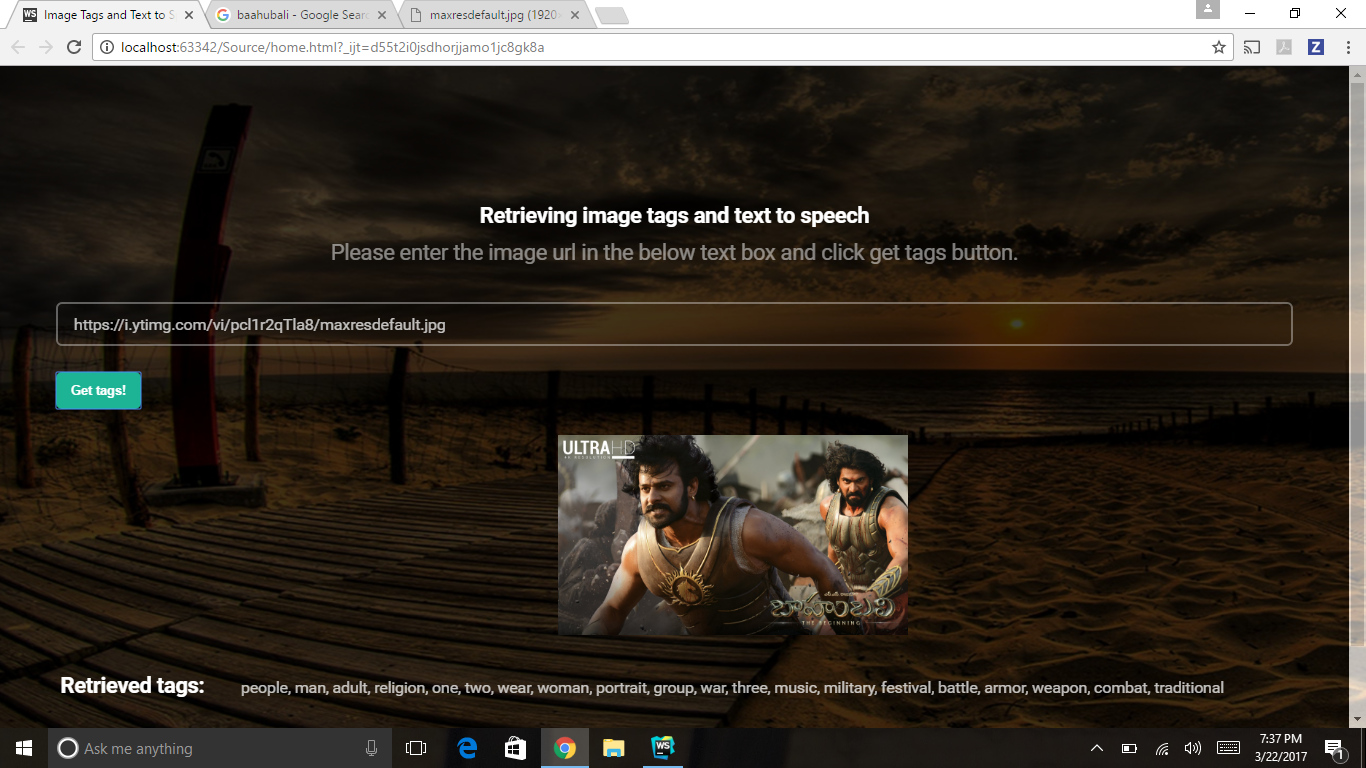 WS Image Tags and Text to S
baahubali - Google Sear
maxresdefault.jpg (1920
localhost:63342/Source/home.html?_ijt=d55t2i0jsdhorjjamo1jc8gk8a
Z
Retrieving image tags and text to speech
Please enter the image url in the below text box and click get tags button.
https://i.ytimg.com/vi/pcl1r2qTla8/maxresdefault.jpg
Get tags!
ULTRAHD
4K RESOLUTION
బాహుబలి
THE BEGINNING
Retrieved tags: people, man, adult, religion, one, two, wear, woman, portrait, group, war, three, music, military, festival, battle, armor, weapon, combat, traditional
Ask me anything
WS
7:37 PM
3/22/2017
1